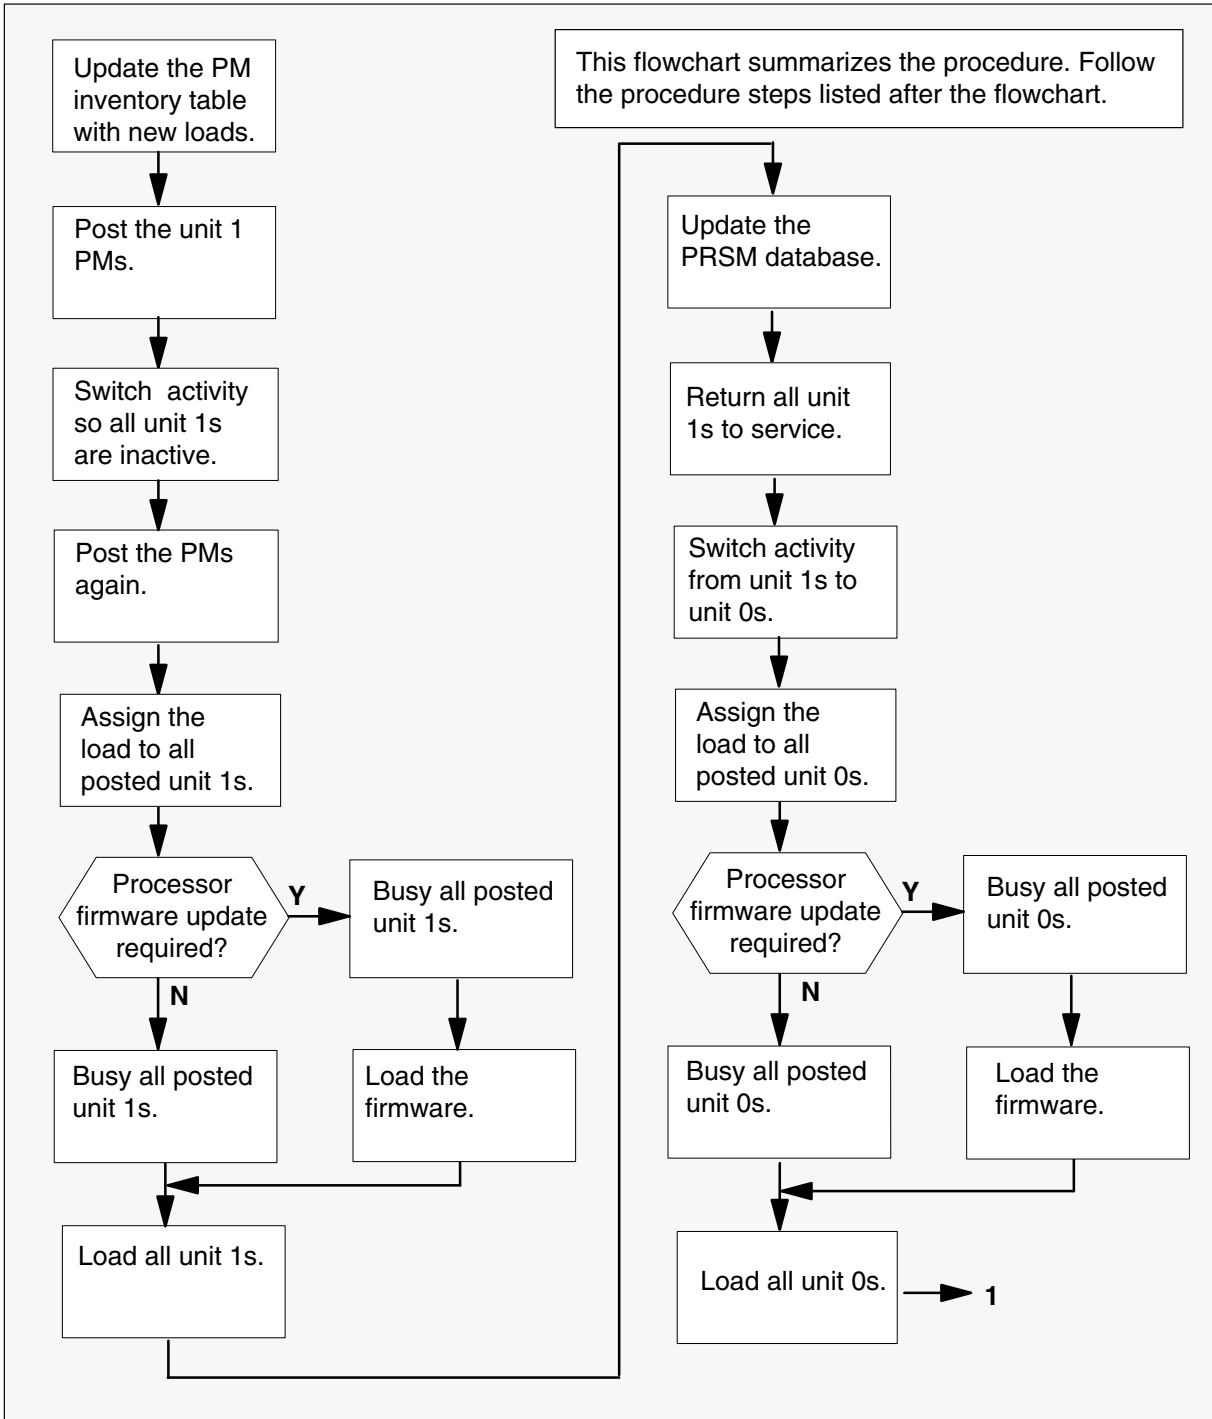 Update the PM
inventory table
with new loads.
Post the unit 1
PMs.
Switch activity
so all unit 1s
are inactive.
Post the PMs
again.
Assign the
load to all
posted unit 1s.
Processor
firmware update
required?
Y
Busy all posted
unit 1s.
N
Busy all posted
unit 1s.
Load the
firmware.
Load all unit 1s.
This flowchart summarizes the procedure. Follow
the procedure steps listed after the flowchart.
Update the
PRSM database.
Return all unit
1s to service.
Switch activity
from unit 1s to
unit 0s.
Assign the
load to all
posted unit 0s.
Processor
firmware update
required?
Y
Busy all posted
unit 0s.
N
Busy all posted
unit 0s.
Load the
firmware.
Load all unit 0s.
1